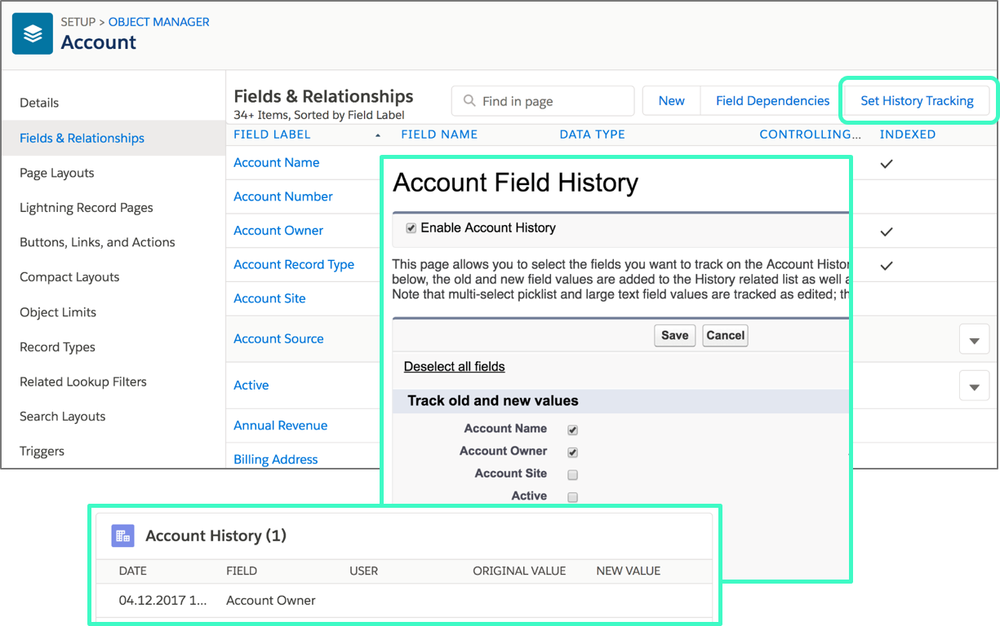 SETUP > OBJECT MANAGER
Account
Details
Fields & Relationships
Page Layouts
Lightning Record Pages
Buttons, Links, and Actions
Compact Layouts
Object Limits
Record Types
Related Lookup Filters
Search Layouts
Triggers
Fields & Relationships
34+ Items, Sorted by Field Label
Find in page
New
Field Dependencies
Set History Tracking
FIELD LABEL FIELD NAME DATA TYPE CONTROLLING... INDEXED
Account Name
Account Number
Account Owner
Account Record Type
Account Site
Account Source
Active
Annual Revenue
Billing Address
Account Field History
Enable Account History
This page allows you to select the fields you want to track on the Account
below, the old and new field values are added to the History related list as well
Note that multi-select picklist and large text field values are tracked as edited;
Save Cancel
Deselect all fields
Track old and new values
Account Name
Account Owner
Account Site
Active
Account History (1)
DATE FIELD USER ORIGINAL VALUE NEW VALUE
04.12.2017 1... Account Owner